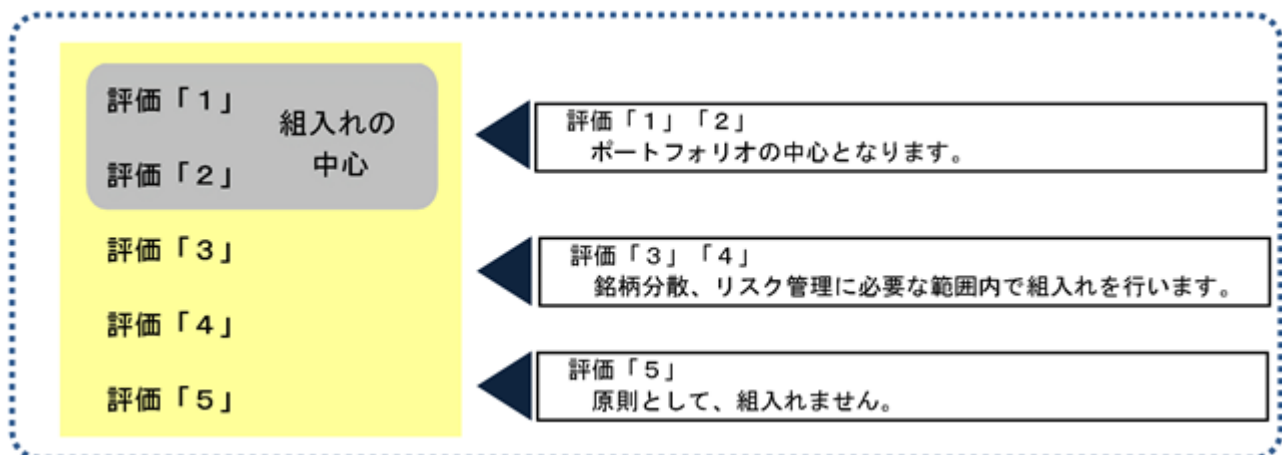 評価「１」
評価「２」
組入れの
中心
評価「３」
評価「４」
評価「５」
評価「１」「２」
ポートフォリオの中心となります。
評価「３」「４」
銘柄分散、リスク管理に必要な範囲内で組入れを行います。
評価「５」
原則として、組入れません。